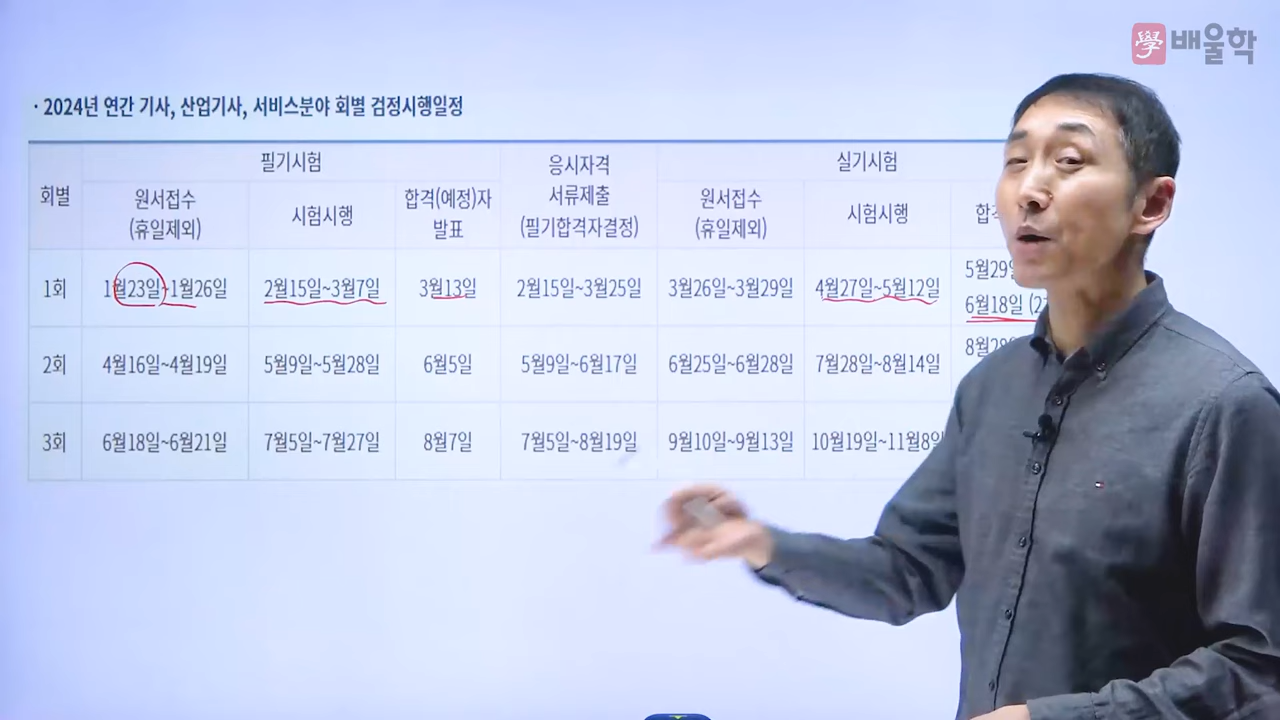 學 배울학
· 2024년 연간 기사, 산업기사, 서비스분야 회별 검정시행일정
회별
필기시험
응시자격
서류제출
(필기합격자결정)
실기시험
원서접수
(휴일제외)
시험시행
합격(예정)자
발표
원서접수
(휴일제외)
시험시행
1회
1월23일~1월26일
2월15일~3월7일
3월13일
2월15일~3월25일
3월26일~3월29일
4월27일~5월12일
5월29일
6월18일
2회
4월16일~4월19일
5월9일~5월28일
6월5일
5월9일~6월17일
6월25일~6월28일
7월28일~8월14일
3회
6월18일~6월21일
7월5일~7월27일
8월7일
7월5일~8월19일
9월10일~9월13일
10월19일~11월8일